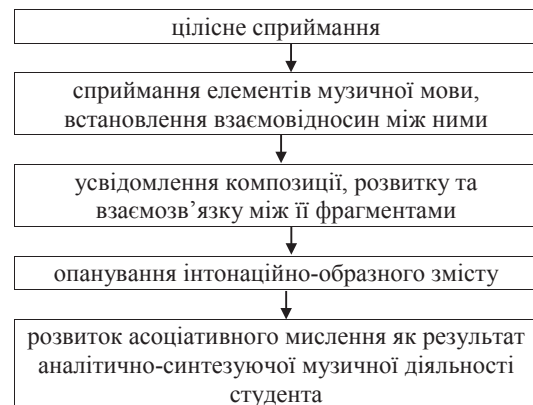 цілісне сприймання
сприймання елементів музичної мови,
встановлення взаємовідносин між ними
усвідомлення композиції, розвитку та
взаємозв’язку між її фрагментами
опанування інтонаційно-образного змісту
розвиток асоціативного мислення як результат
аналітично-синтезуючої музичної діяльності
студента